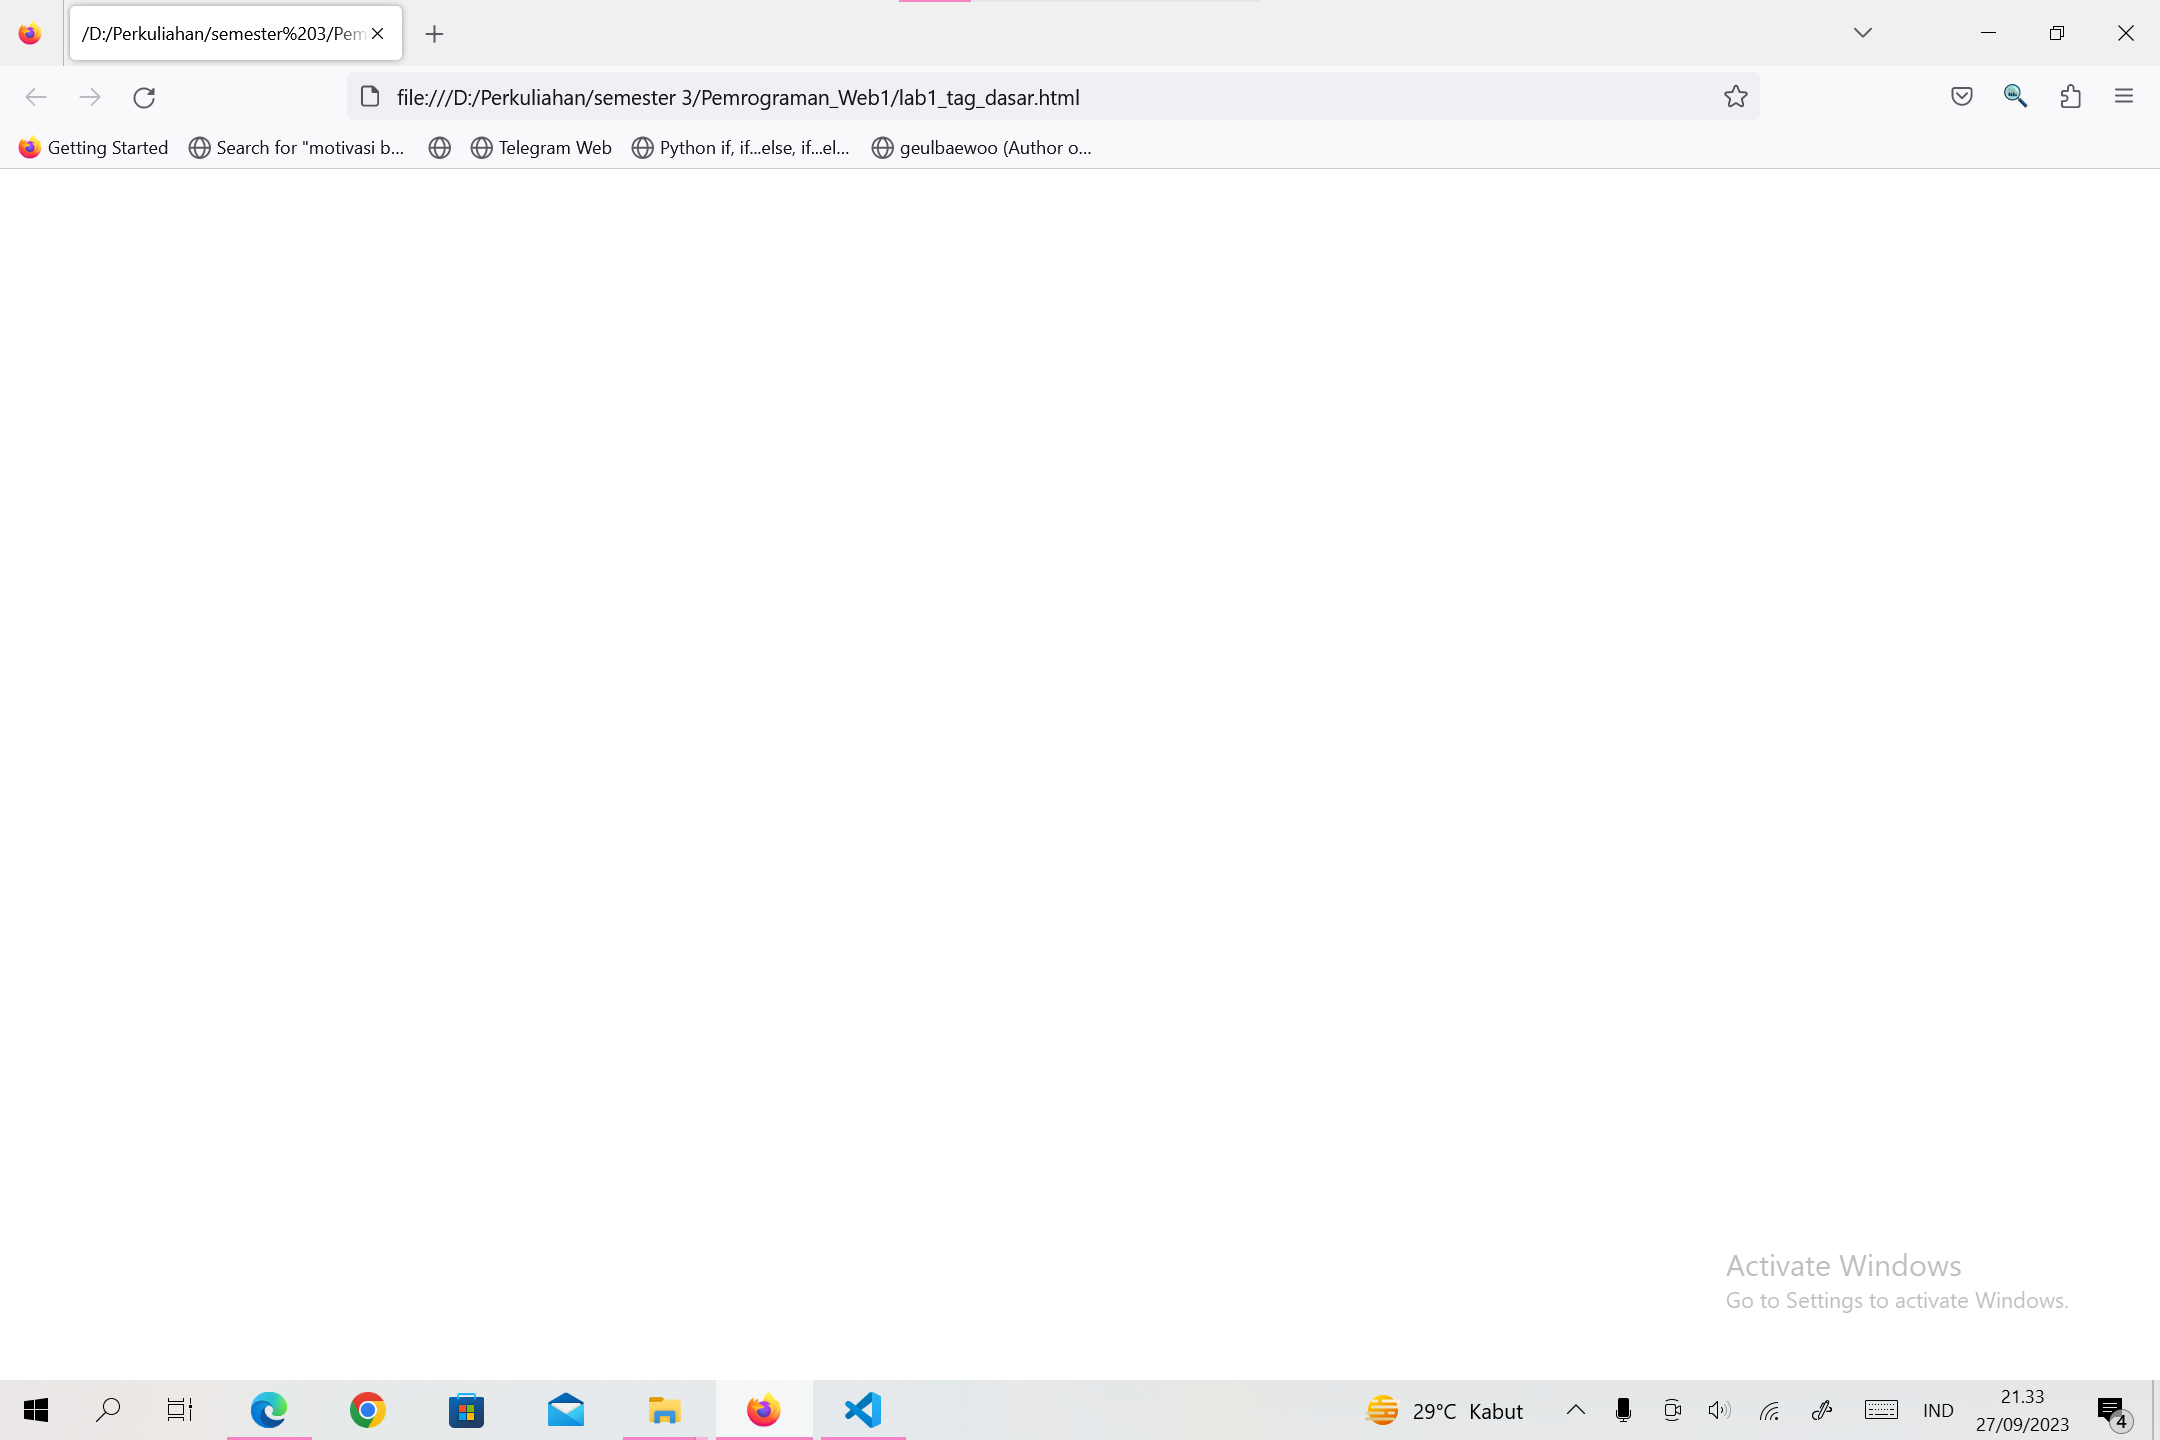 /D:/Perkuliahan/semester%203/Pem
file:///D:/Perkuliahan/semester 3/Pemrograman_Web1/lab1_tag_dasar.html
Getting Started
Search for "motivasi b...
Telegram Web
Python if, if...else, if...el...
geulbaewoo (Author o...
Activate Windows
Go to Settings to activate Windows.
29°C Kabut
IND
21.33
27/09/2023
4